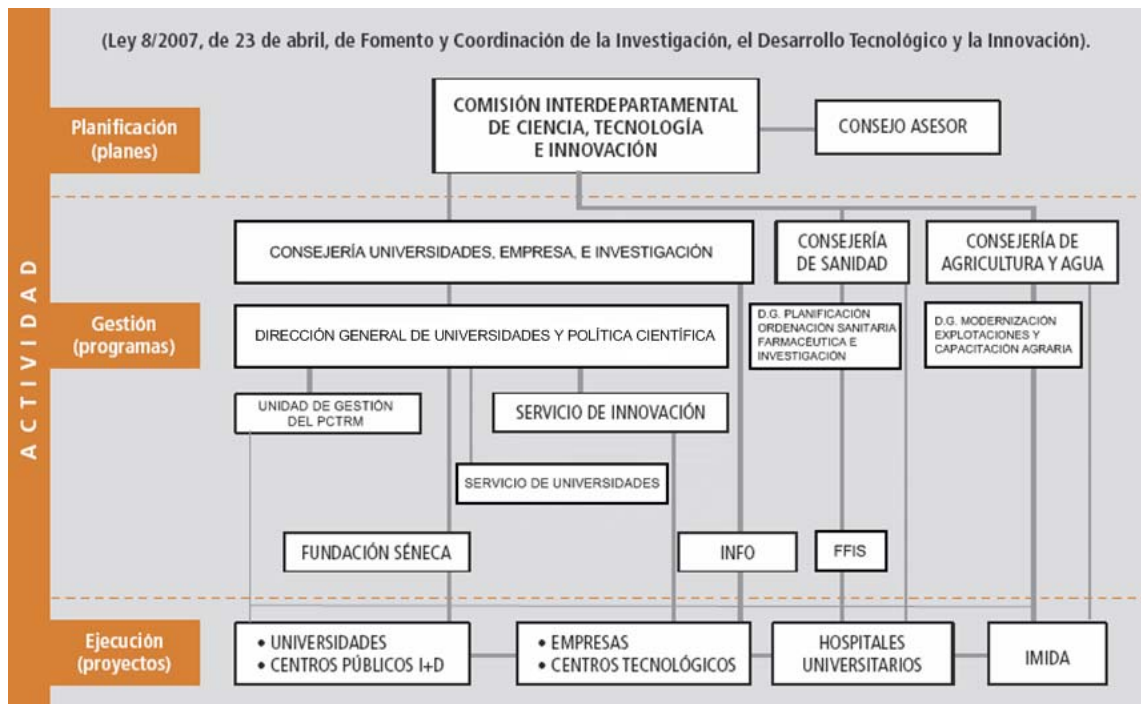 (Ley 8/2007, de 23 de abril, de Fomento y Coordinación de la Investigación, el Desarrollo Tecnológico y la Innovación).
ACTIVIDAD
Planificación
(planes)
COMISIÓN INTERDEPARTAMENTAL
DE CIENCIA, TECNOLOGÍA
E INNOVACIÓN
CONSEJO ASESOR
Gestión
(programas)
CONSEJERÍA UNIVERSIDADES, EMPRESA, E INVESTIGACIÓN
CONSEJERÍA
DE SANIDAD
CONSEJERÍA DE
AGRICULTURA Y AGUA
DIRECCIÓN GENERAL DE UNIVERSIDADES Y POLÍTICA CIENTÍFICA
D.G. PLANIFICACIÓN
ORDENACIÓN SANITARIA
FARMACÉUTICA E
INVESTIGACIÓN
D.G. MODERNIZACIÓN
EXPLOTACIONES Y
CAPACITACIÓN AGRARIA
UNIDAD DE GESTIÓN
DEL PCTRM
SERVICIO DE INNOVACIÓN
SERVICIO DE UNIVERSIDADES
FUNDACIÓN SÉNECA
INFO
FFIS
Ejecución
(proyectos)
• UNIVERSIDADES
• CENTROS PÚBLICOS I+D
• EMPRESAS
• CENTROS TECNOLÓGICOS
HOSPITALES
UNIVERSITARIOS
IMIDA